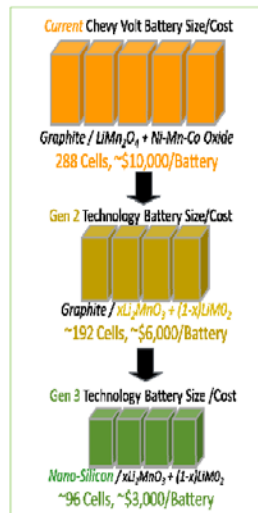 Current Chevy Volt Battery Size/Cost
Graphite / LiMn₂O₄ + Ni-Mn-Co Oxide
288 Cells, ~$10,000/Battery
Gen 2 Technology Battery Size/Cost
Graphite / xLi₂MnO₃ + (1-x)LiMO₂
~192 Cells, ~$6,000/Battery
Gen 3 Technology Battery Size /Cost
Nano-Silicon / xLi₂MnO₃ + (1-x)LiMO₂
~96 Cells, ~$3,000/Battery